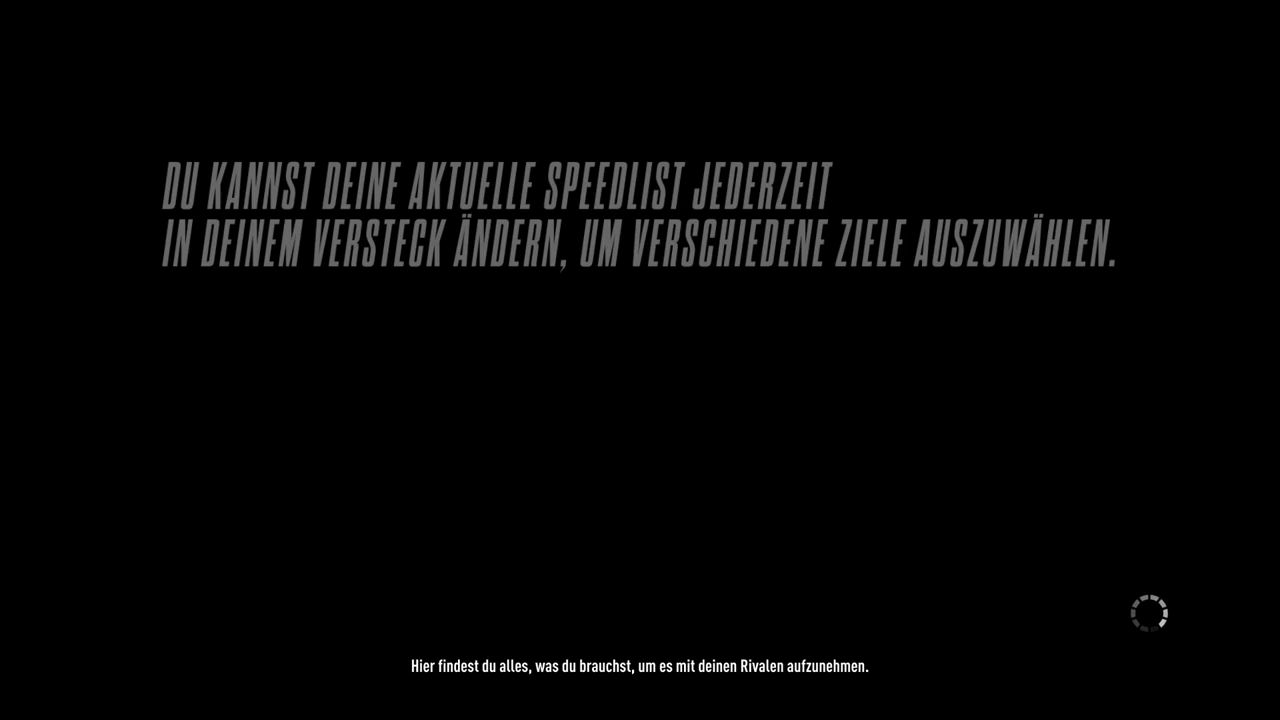 DU KANNST DEINE AKTUELLE SPEEDLIST JEDERZEIT
IN DEINEM VERSTECK ÄNDERN, UM VERSCHIEDENE ZIELE AUSZUWÄHLEN.
Hier findest du alles, was du brauchst, um es mit deinen Rivalen aufzunehmen.